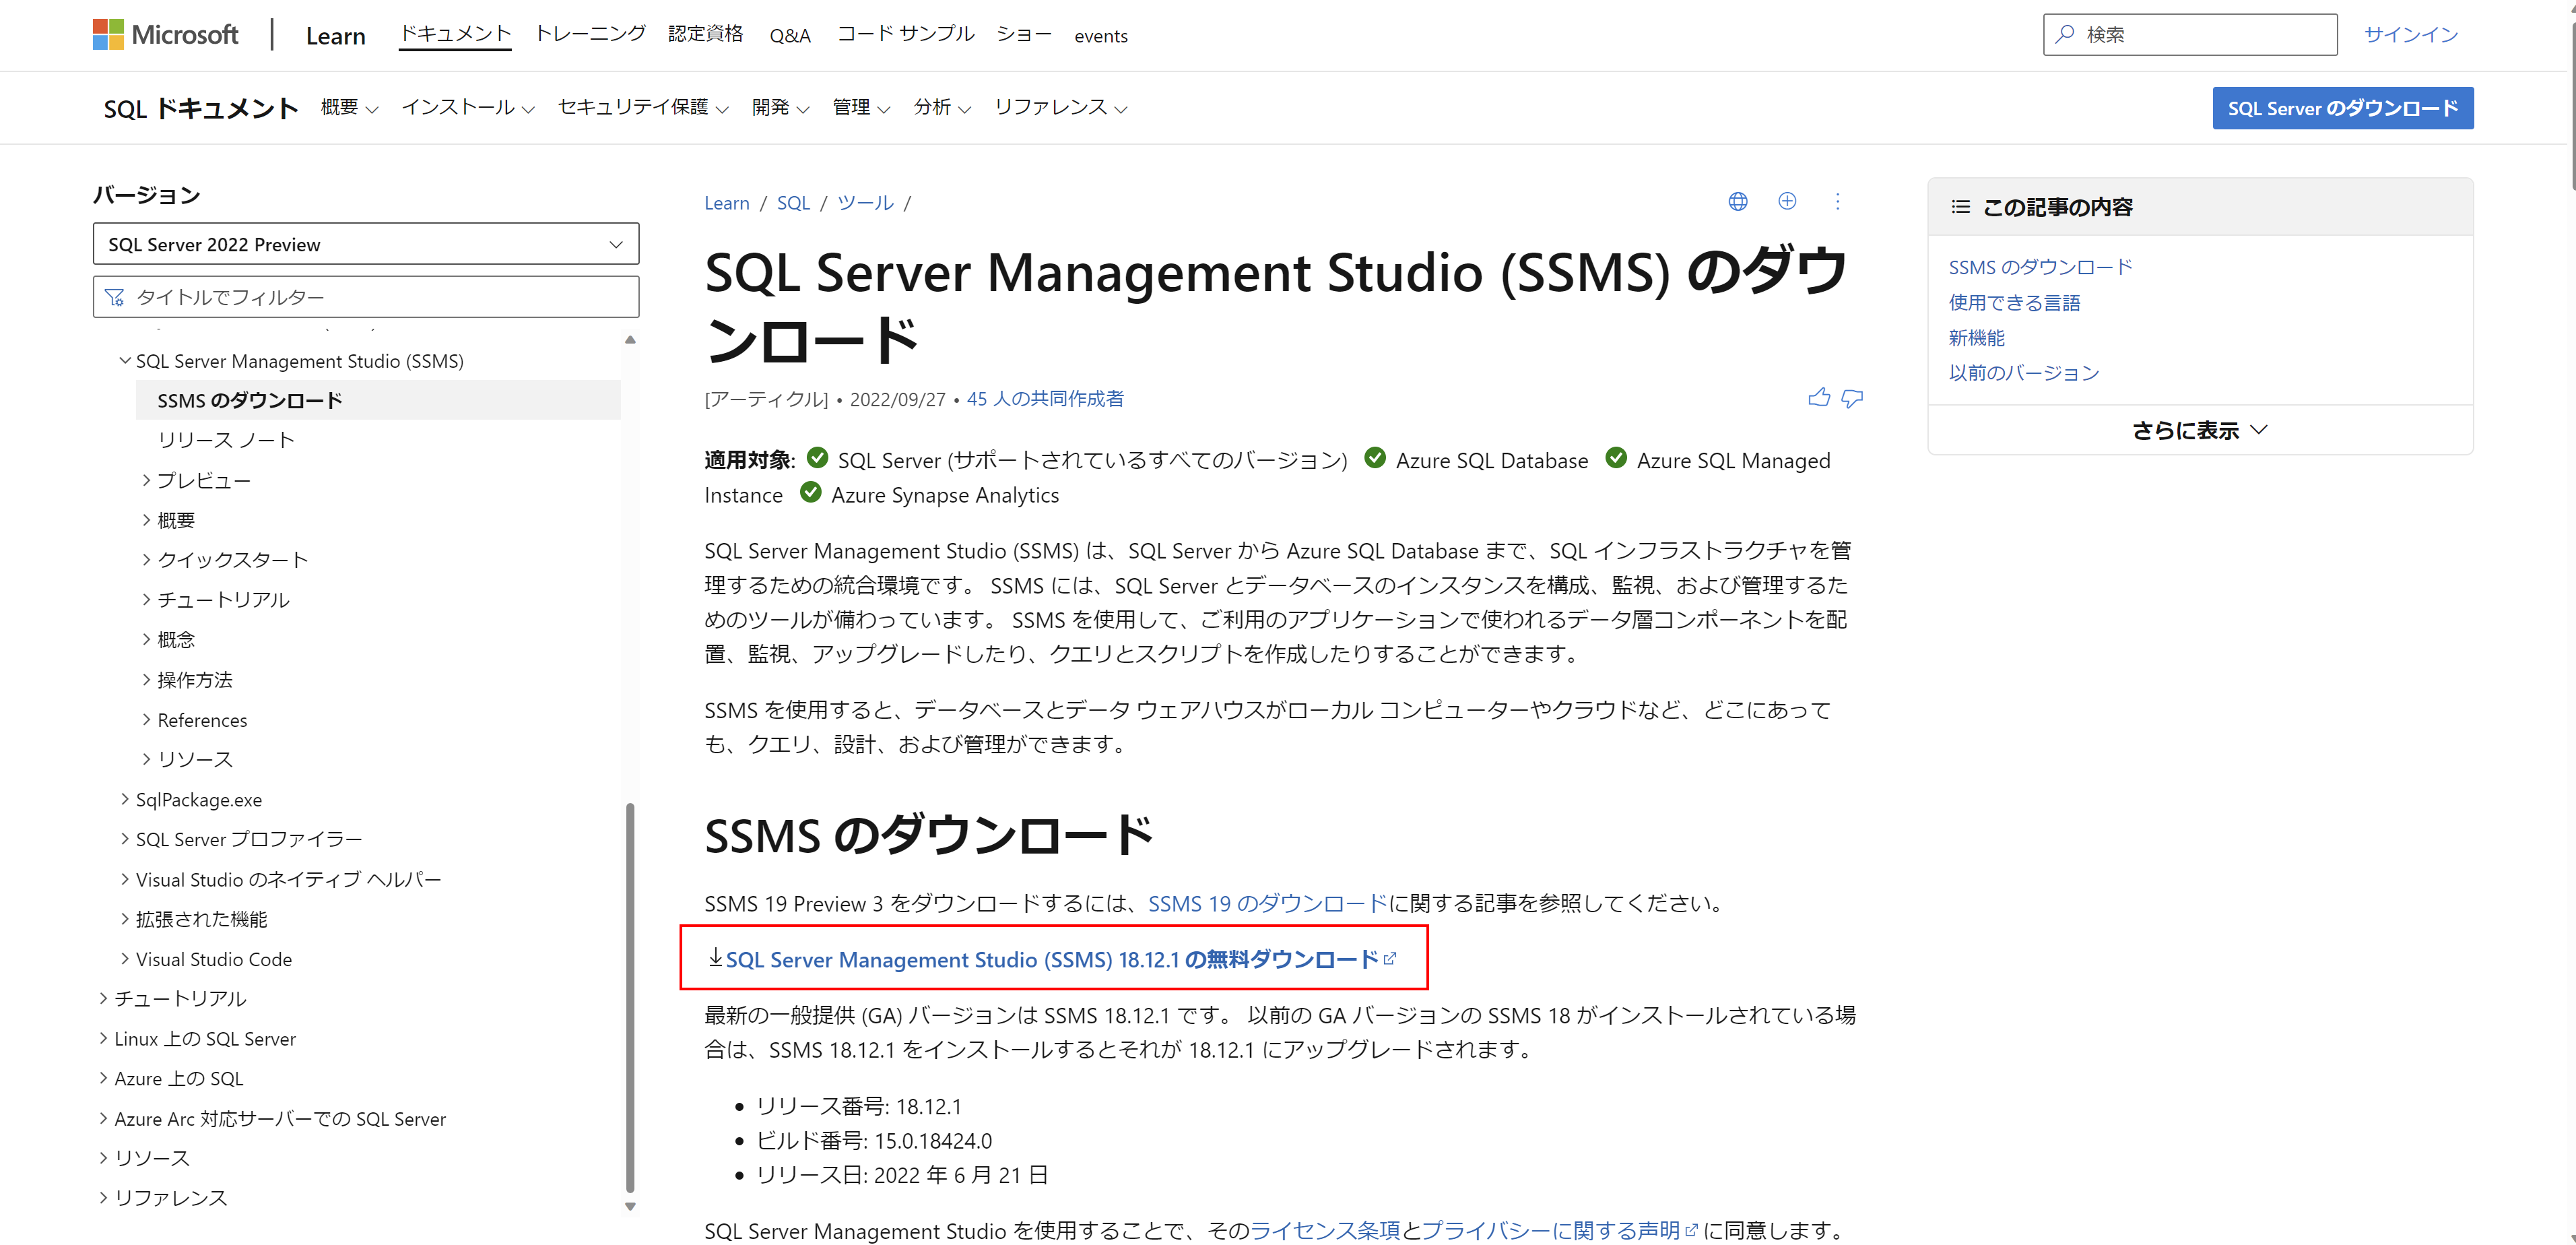 Microsoft | Learn ドキュメント トレーニング 認定資格 Q&A コード サンプル ショー events 検索 サインイン
SQL ドキュメント 概要 インストール セキュリテイ保護 開発 管理 分析 リファレンス SQL Server のダウンロード
バージョン
SQL Server 2022 Preview
タイトルでフィルター
SQL Server Management Studio (SSMS)
SSMS のダウンロード
リリース ノート
プレビュー
概要
クイックスタート
チュートリアル
概念
操作方法
References
リソース
SqlPackage.exe
SQL Server プロファイラー
Visual Studio のネイティブ ヘルパー
拡張された機能
Visual Studio Code
チュートリアル
Linux 上の SQL Server
Azure 上の SQL
Azure Arc 対応サーバーでの SQL Server
リソース
リファレンス
Learn / SQL / ツール /
SQL Server Management Studio (SSMS) のダウ
ンロード
[アーティクル] • 2022/09/27 • 45 人の共同作成者
適用対象: SQL Server (サポートされているすべてのバージョン) Azure SQL Database Azure SQL Managed
Instance Azure Synapse Analytics
SQL Server Management Studio (SSMS) は、SQL Server から Azure SQL Database まで、SQL インフラストラクチャを管
理するための統合環境です。 SSMS には、SQL Server とデータベースのインスタンスを構成、監視、および管理するた
めのツールが備わっています。 SSMS を使用して、ご利用のアプリケーションで使われるデータ層コンポーネントを配
置、監視、アップグレードしたり、クエリとスクリプトを作成したりすることができます。
SSMS を使用すると、データベースとデータ ウェアハウスがローカル コンピューターやクラウドなど、どこにあって
も、クエリ、設計、および管理ができます。
SSMS のダウンロード
SSMS 19 Preview 3 をダウンロードするには、SSMS 19 のダウンロードに関する記事を参照してください。
SQL Server Management Studio (SSMS) 18.12.1 の無料ダウンロード
最新の一般提供 (GA) バージョンは SSMS 18.12.1 です。 以前の GA バージョンの SSMS 18 がインストールされている場
合は、SSMS 18.12.1 をインストールするとそれが 18.12.1 にアップグレードされます。
• リリース番号: 18.12.1
• ビルド番号: 15.0.18424.0
• リリース日: 2022 年 6 月 21 日
SQL Server Management Studio を使用することで、そのライセンス条項とプライバシーに関する声明に同意します。
この記事の内容
SSMS のダウンロード
使用できる言語
新機能
以前のバージョン
さらに表示